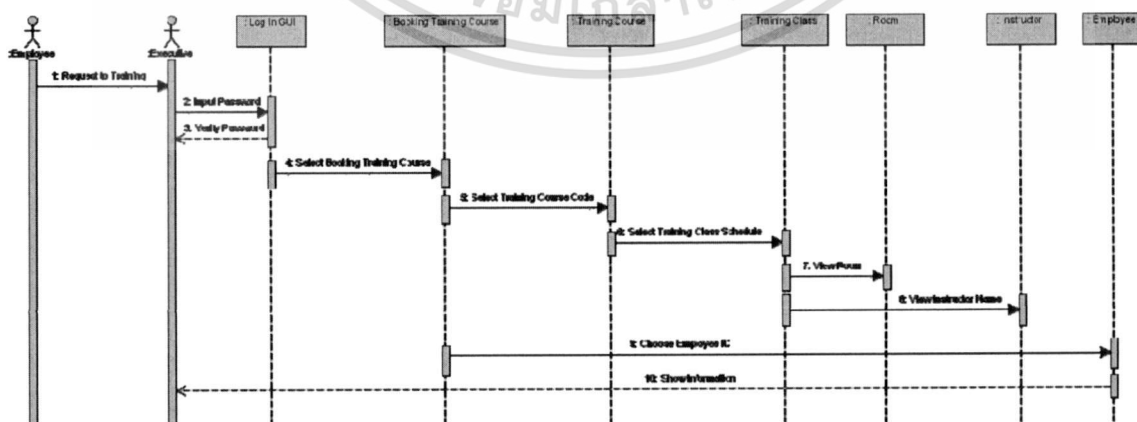 : Log In GUI
: Booking Training Course
: Training Course
: Training Class
: Room
: Instructor
: Employee
:Employee
:Executive
1: Request to Training
2: Input Password
3: Verify Password
4: Select Booking Training Course
5: Select Training Course Code
6: Select Training Class Schedule
7: View Room
8: View Instructor Name
9: Choose Employee ID
10: Show Information